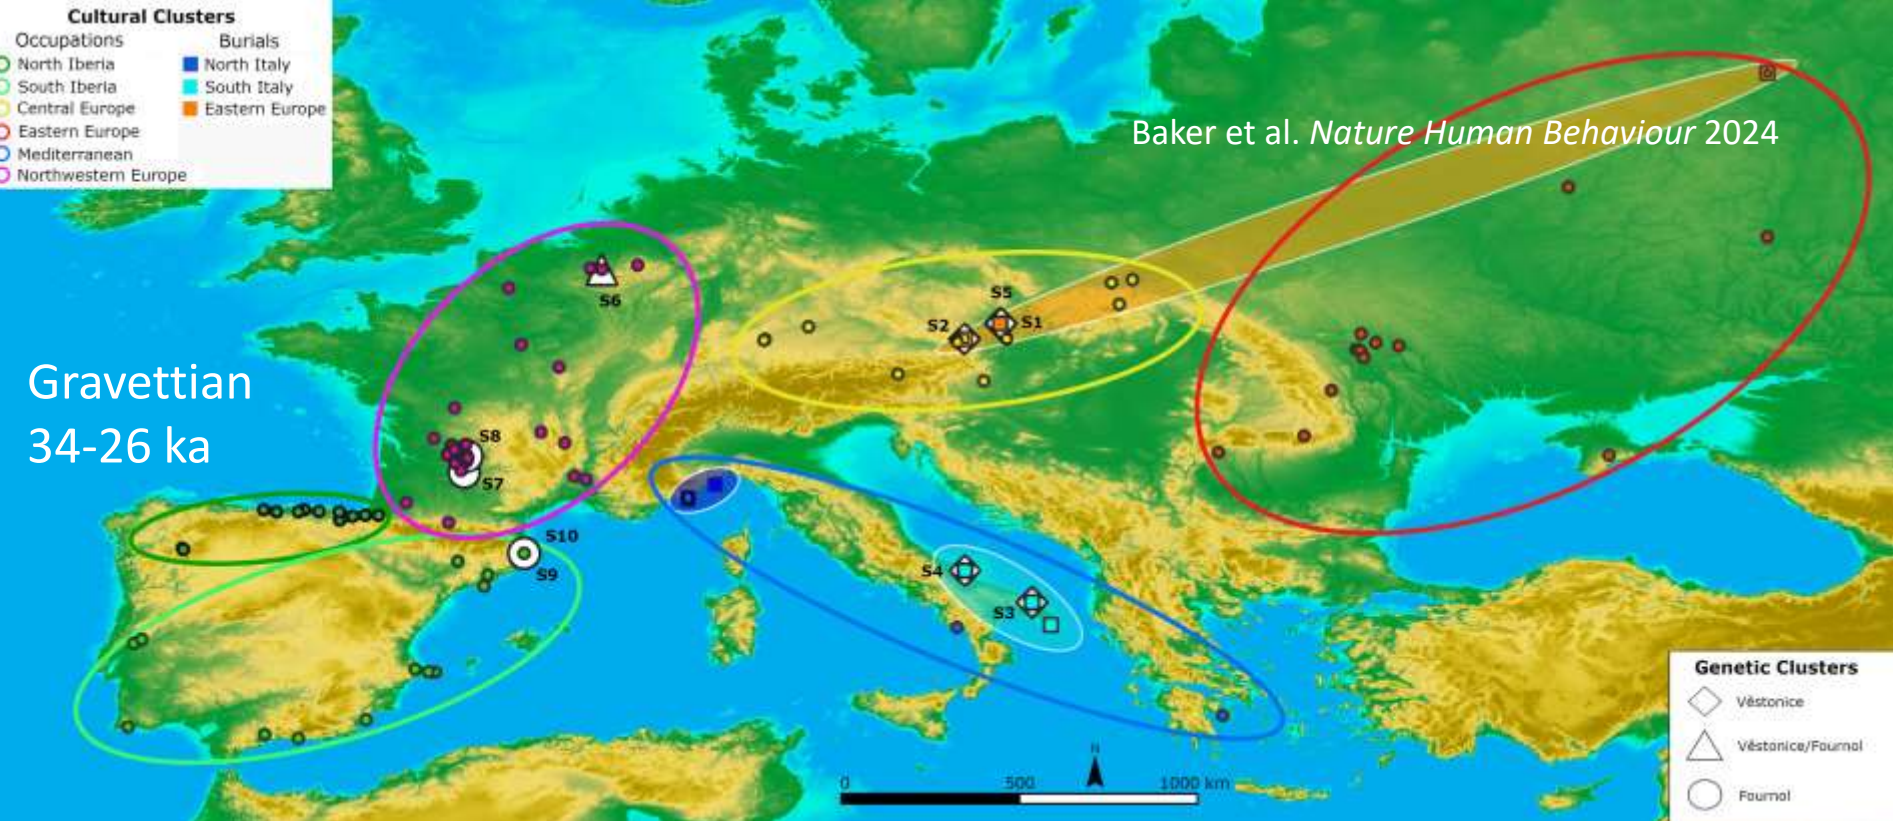 Cultural Clusters
Occupations Burials
North Iberia North Italy
South Iberia South Italy
Central Europe Eastern Europe
Eastern Europe
Mediterranean
Northwestern Europe
Baker et al. Nature Human Behaviour 2024
Gravettian
34-26 ka
S6
S5
S2 S1
S8
S7
S10
S9
S4
S3
N
0 500 1000 km
Genetic Clusters
Věstonice
Věstonice/Fournol
Fournol